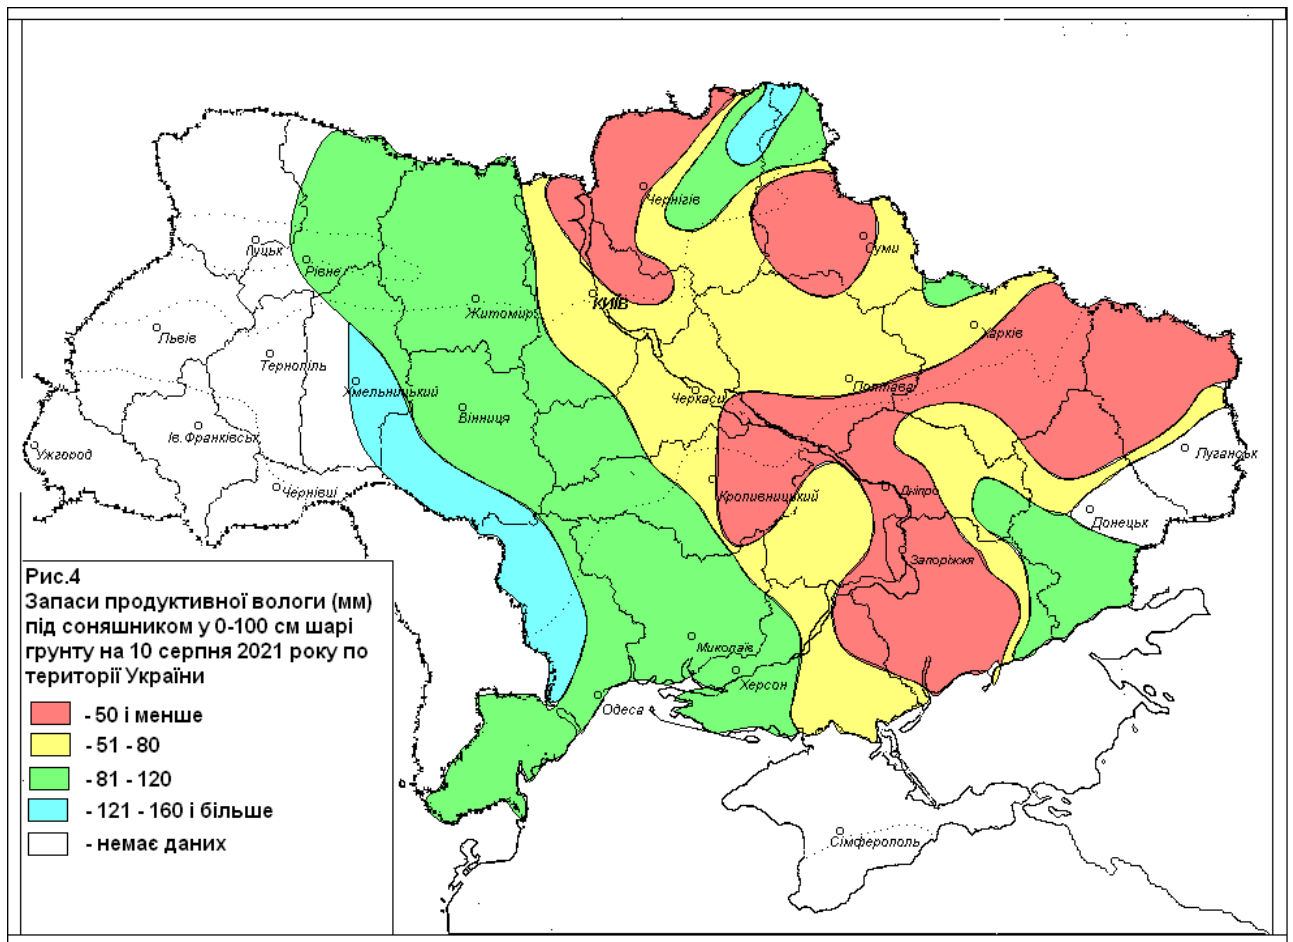 Чернігів
Суми
Луцьк
Рівне
Житомир
КИЇВ
Львів
Тернопіль
Хмельницький
Вінниця
Черкаси
Полтава
Харків
Ів.Франківськ
Ужгород
Чернівці
Кропивницький
Дніпро
Луганськ
Донецьк
Запоріжжя
Миколаїв
Херсон
Одеса
Сімферополь
Рис.4
Запаси продуктивної вологи (мм)
під соняшником у 0-100 см шарі
грунту на 10 серпня 2021 року по
території України
- 50 і менше
- 51 - 80
- 81 - 120
- 121 - 160 і більше
- немає даних